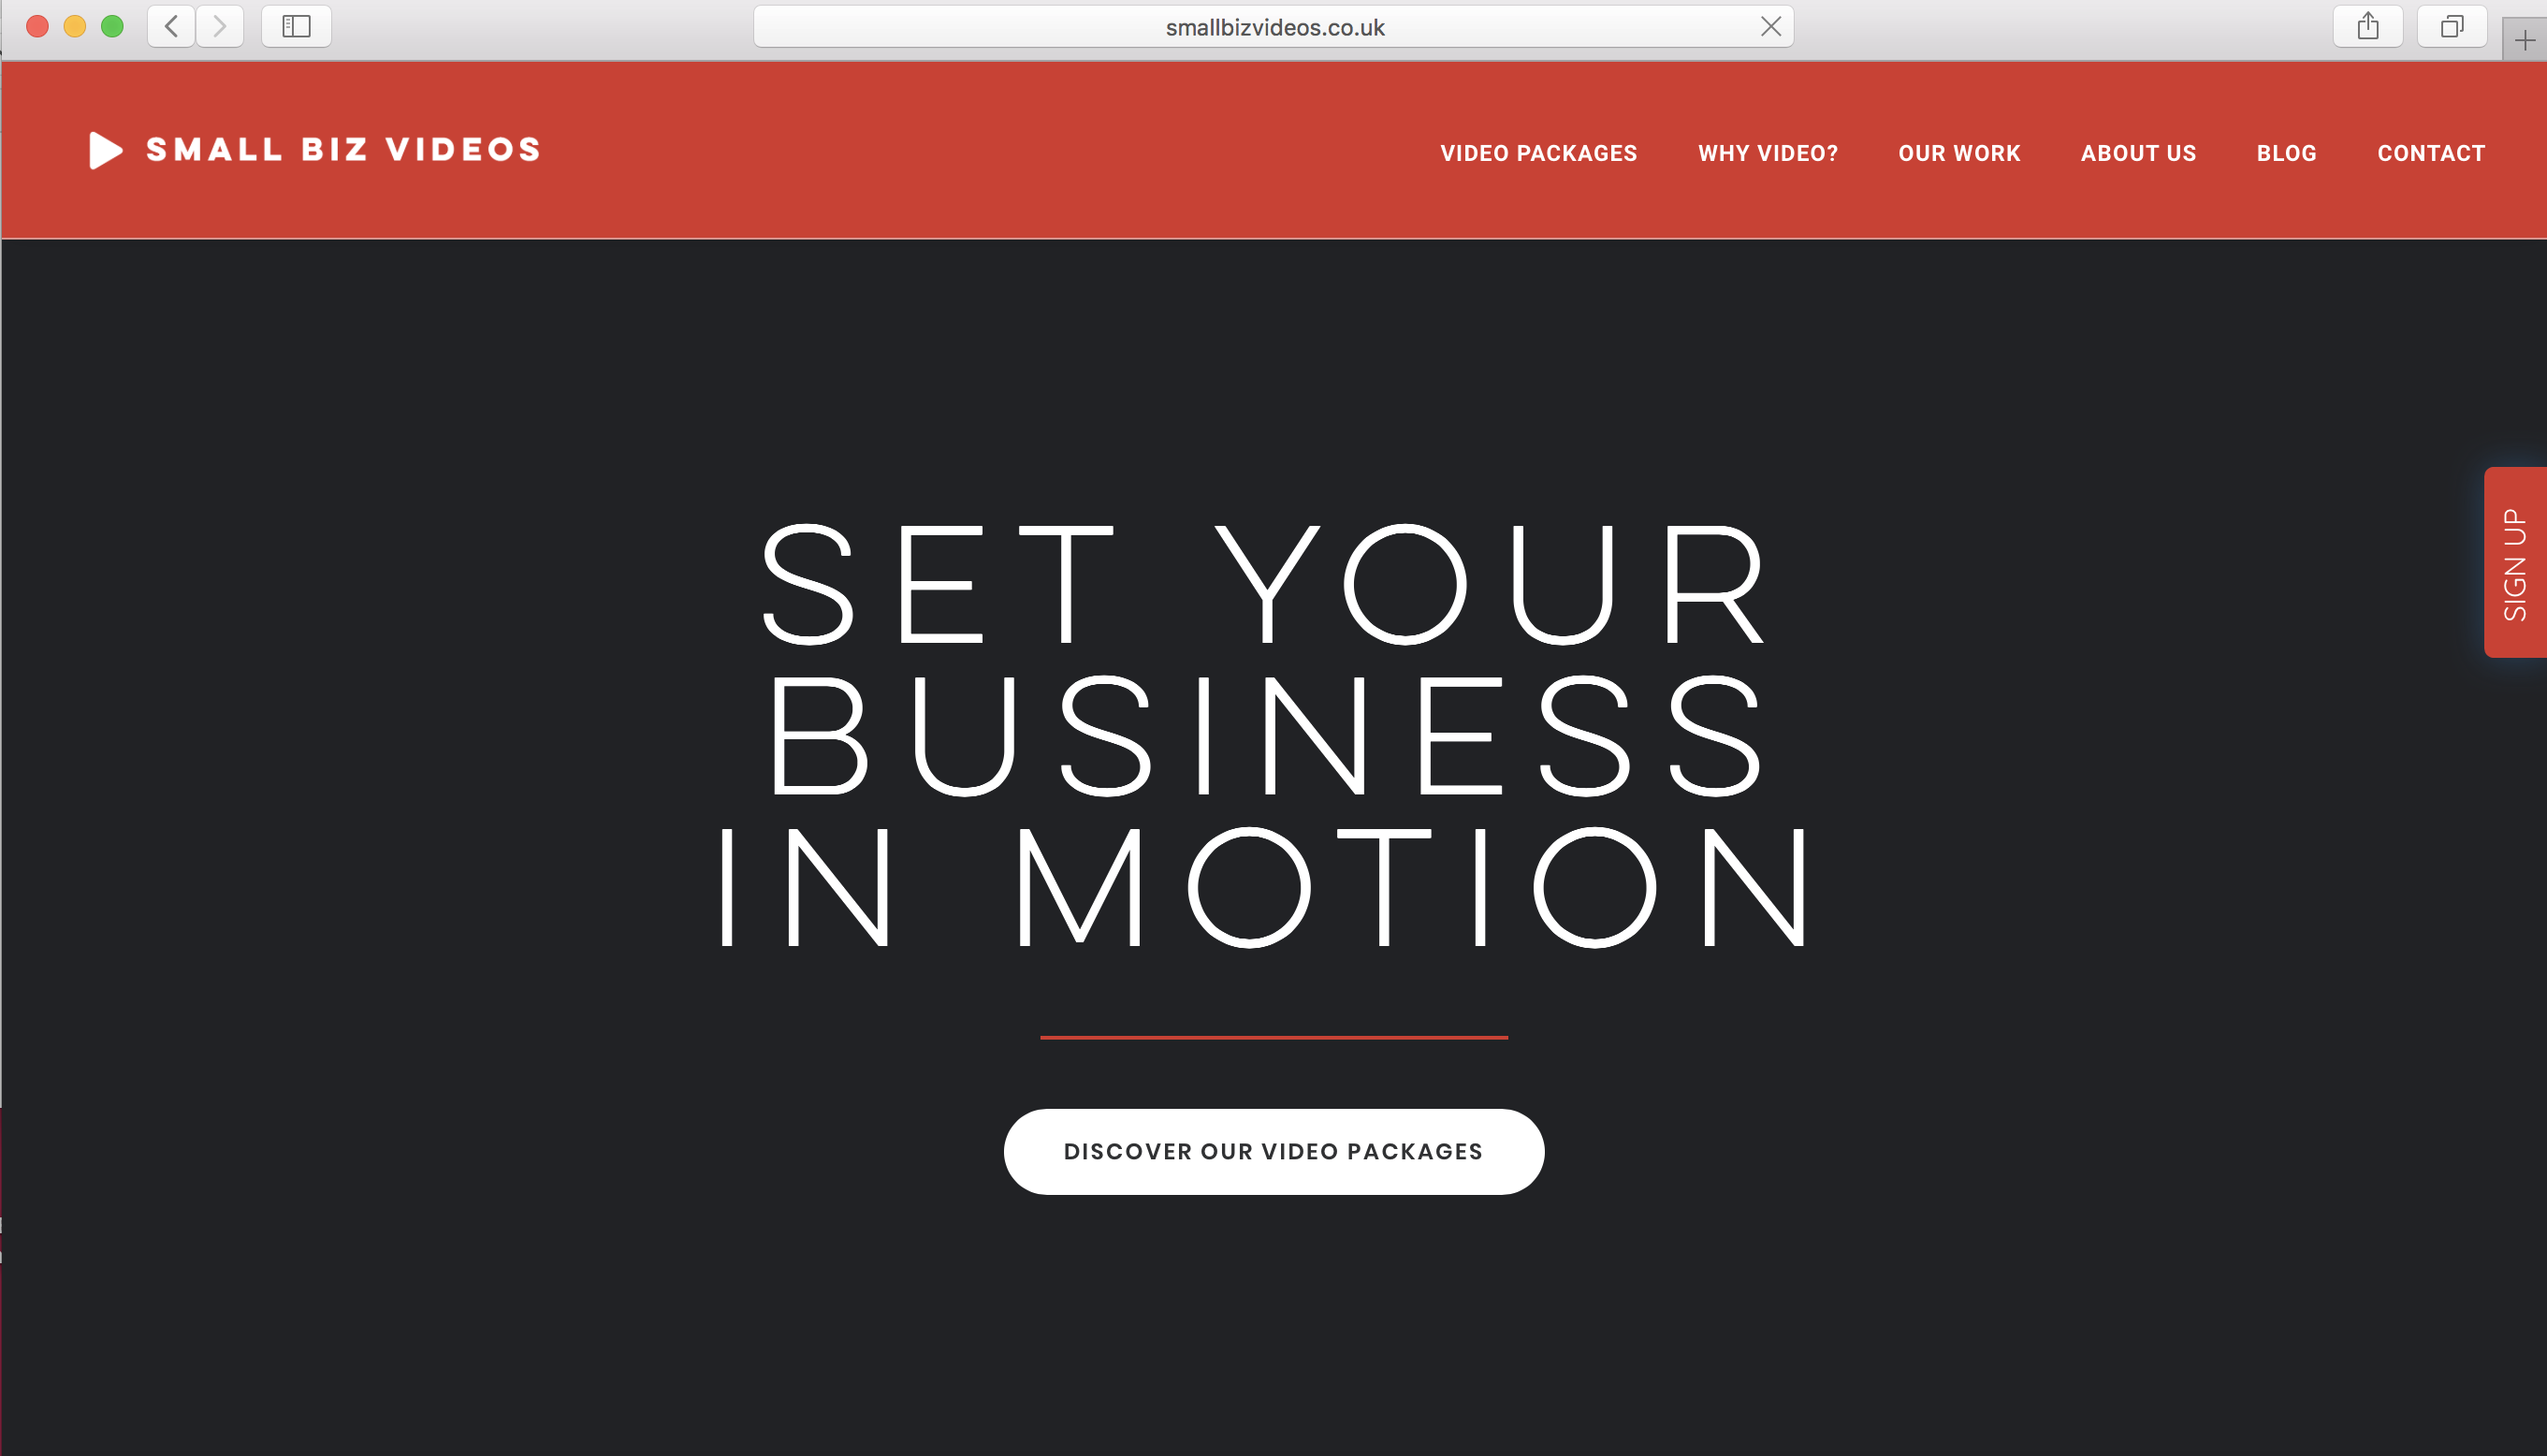 smallbizvideos.co.uk
SMALL BIZ VIDEOS
VIDEO PACKAGES
WHY VIDEO?
OUR WORK
ABOUT US
BLOG
CONTACT
SIGN UP
SET YOUR
BUSINESS
IN MOTION
DISCOVER OUR VIDEO PACKAGES